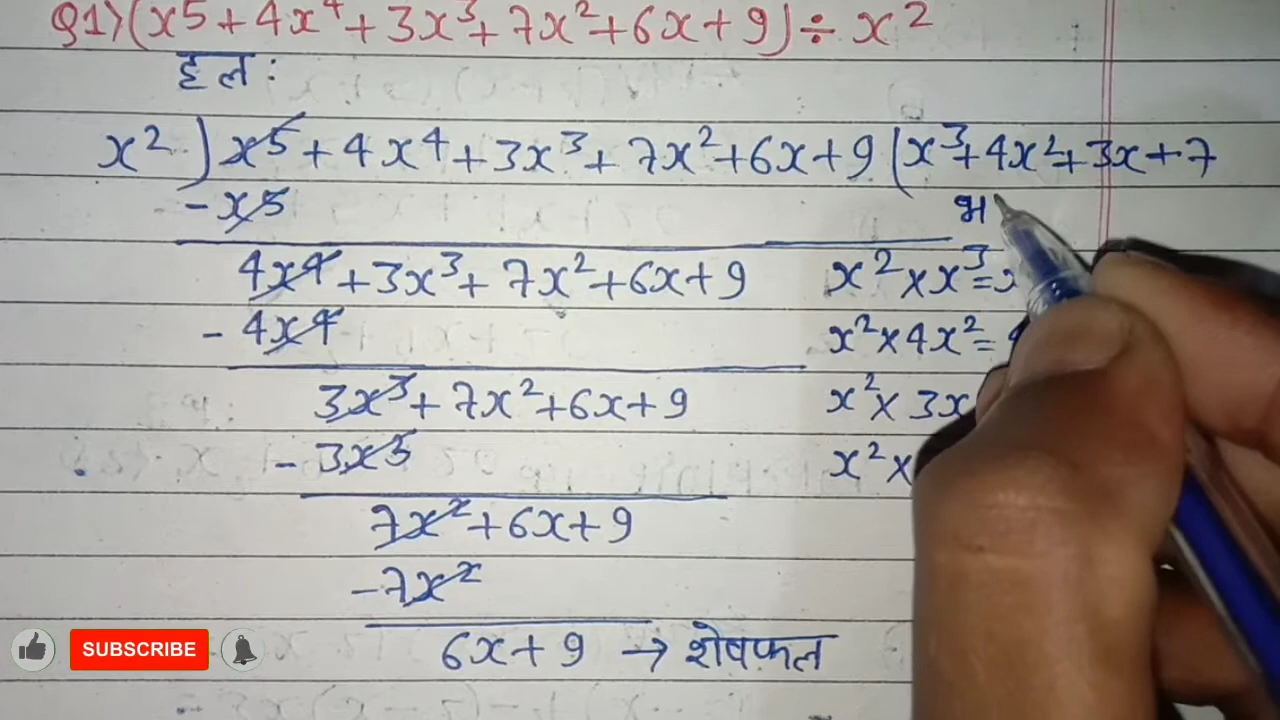 Q1) (x⁵ + 4x⁴ + 3x³ + 7x² + 6x + 9) ÷ x²
हल :
x² ) x⁵ + 4x⁴ + 3x³ + 7x² + 6x + 9 ( x³ + 4x² + 3x + 7
- x⁵
भ
4x⁴ + 3x³ + 7x² + 6x + 9
x² × x³ = x
- 4x⁴
x² × 4x² = 4
3x³ + 7x² + 6x + 9
x² × 3x
- 3x³
x² ×
7x² + 6x + 9
- 7x²
6x + 9 → शेषफल
SUBSCRIBE